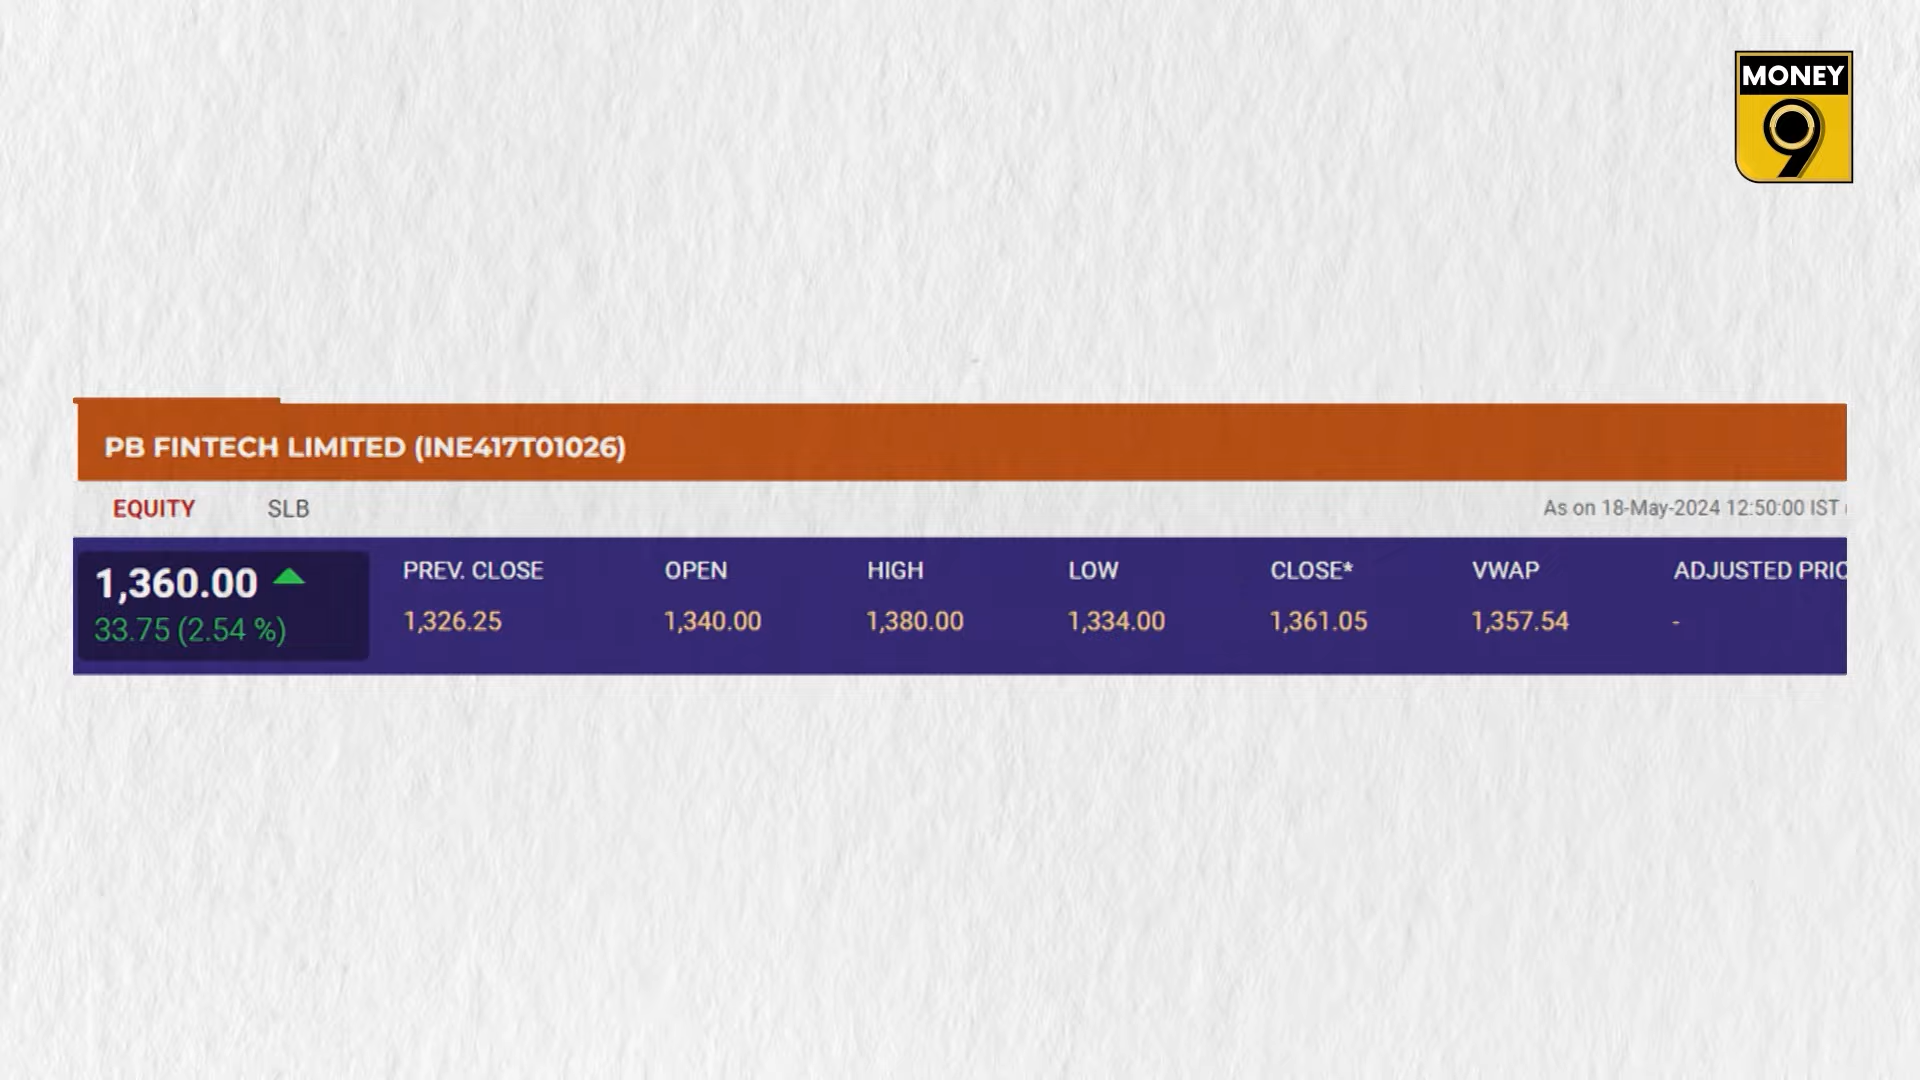 MONEY
9
PB FINTECH LIMITED (INE417T01026)
EQUITY SLB As on 18-May-2024 12:50:00 IST
1,360.00
33.75 (2.54 %)
PREV. CLOSE OPEN HIGH LOW CLOSE* VWAP ADJUSTED PRIC
1,326.25 1,340.00 1,380.00 1,334.00 1,361.05 1,357.54 -